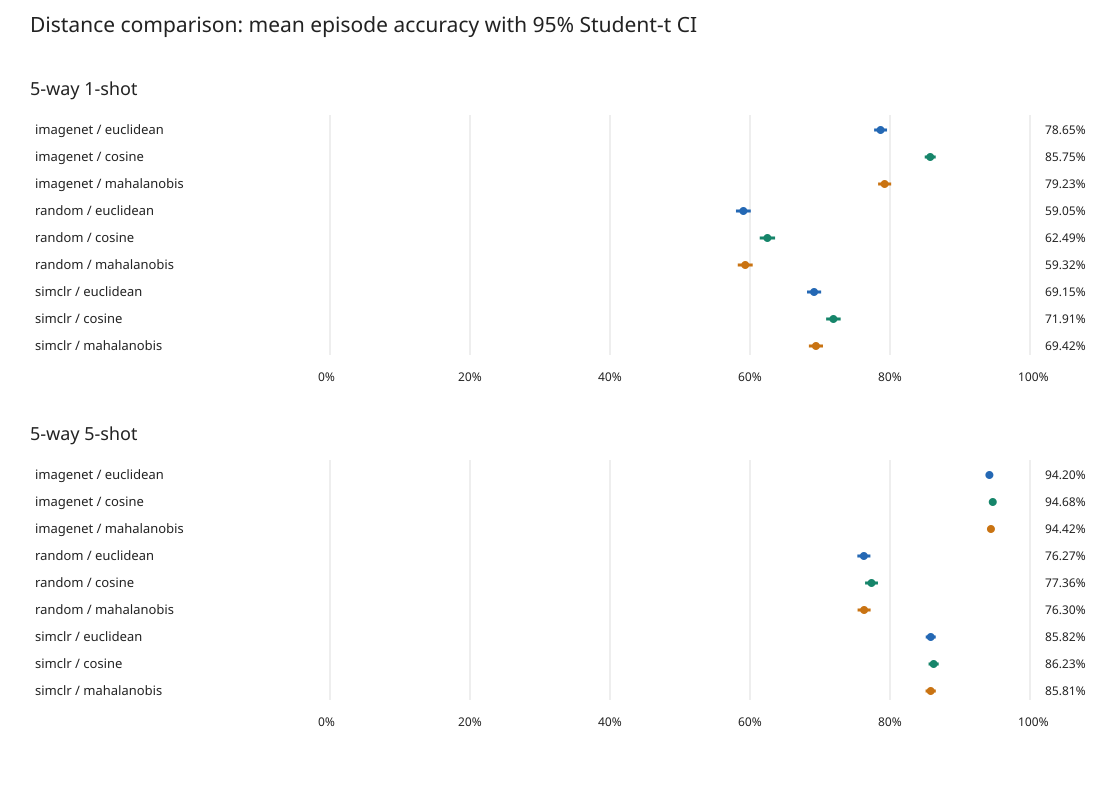 Distance comparison: mean episode accuracy with 95% Student-t CI
5-way 1-shot
imagenet / euclidean 78.65%
imagenet / cosine 85.75%
imagenet / mahalanobis 79.23%
random / euclidean 59.05%
random / cosine 62.49%
random / mahalanobis 59.32%
simclr / euclidean 69.15%
simclr / cosine 71.91%
simclr / mahalanobis 69.42%
0% 20% 40% 60% 80% 100%
5-way 5-shot
imagenet / euclidean 94.20%
imagenet / cosine 94.68%
imagenet / mahalanobis 94.42%
random / euclidean 76.27%
random / cosine 77.36%
random / mahalanobis 76.30%
simclr / euclidean 85.82%
simclr / cosine 86.23%
simclr / mahalanobis 85.81%
0% 20% 40% 60% 80% 100%